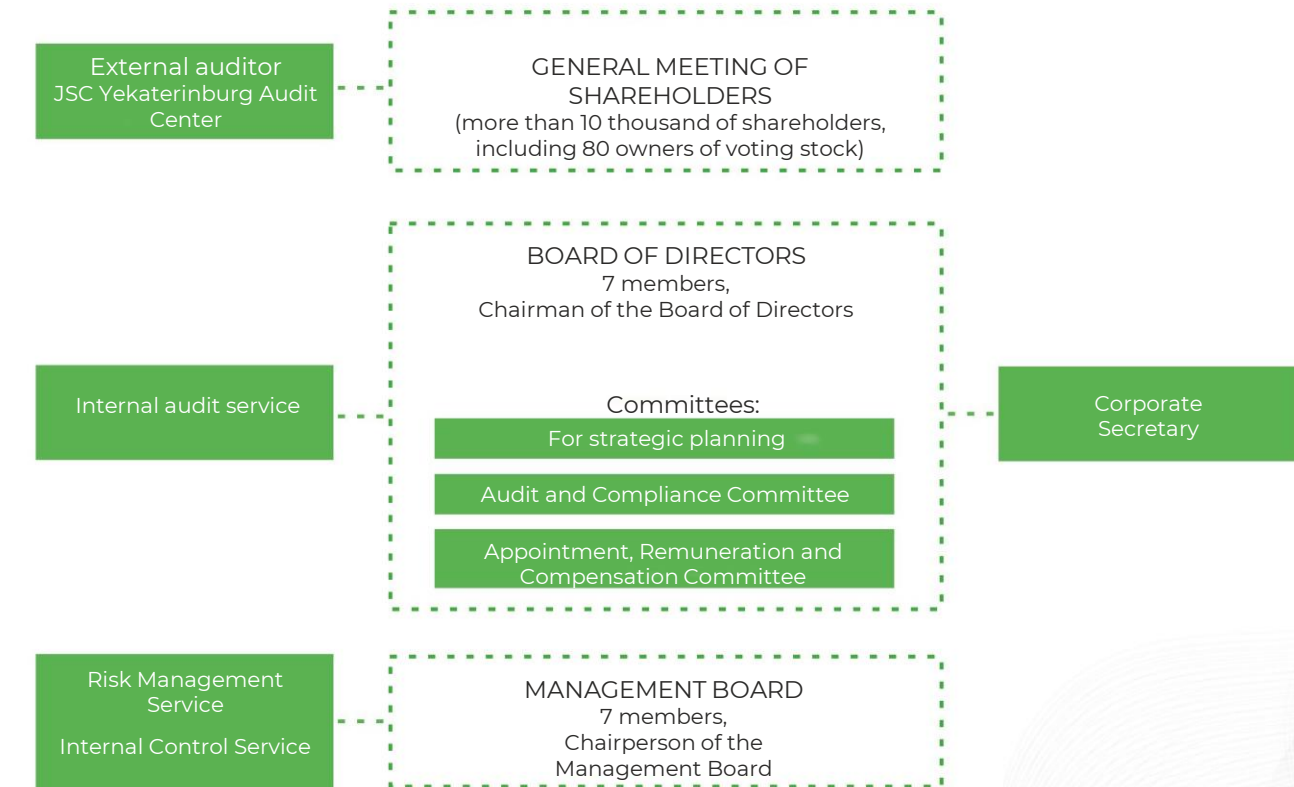 External auditor
JSC Yekaterinburg Audit
Center
GENERAL MEETING OF
SHAREHOLDERS
(more than 10 thousand of shareholders,
including 80 owners of voting stock)
BOARD OF DIRECTORS
7 members,
Chairman of the Board of Directors
Internal audit service
Committees:
For strategic planning
Audit and Compliance Committee
Appointment, Remuneration and
Compensation Committee
Corporate
Secretary
Risk Management
Service
Internal Control Service
MANAGEMENT BOARD
7 members,
Chairperson of the
Management Board